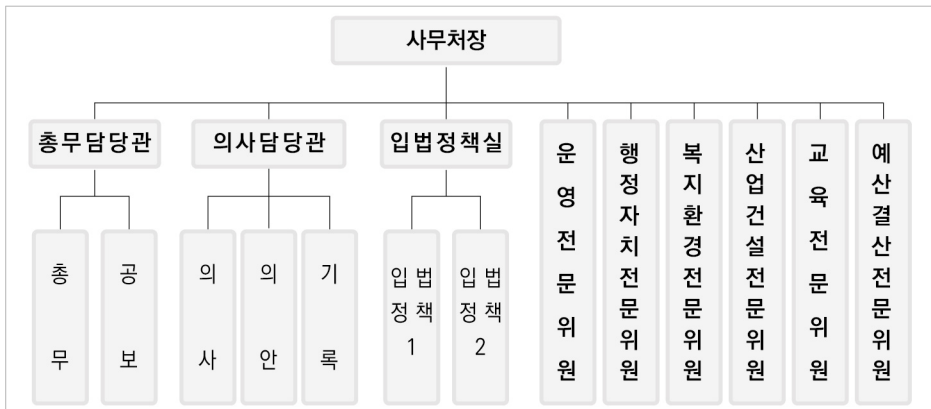 사무처장
총무담당관
의사담당관
입법정책실
운영전문위원
행정자치전문위원
복지환경전문위원
산업건설전문위원
교육전문위원
예산결산전문위원
총무
공보
의사
의안
기록
입법
정책
1
입법
정책
2